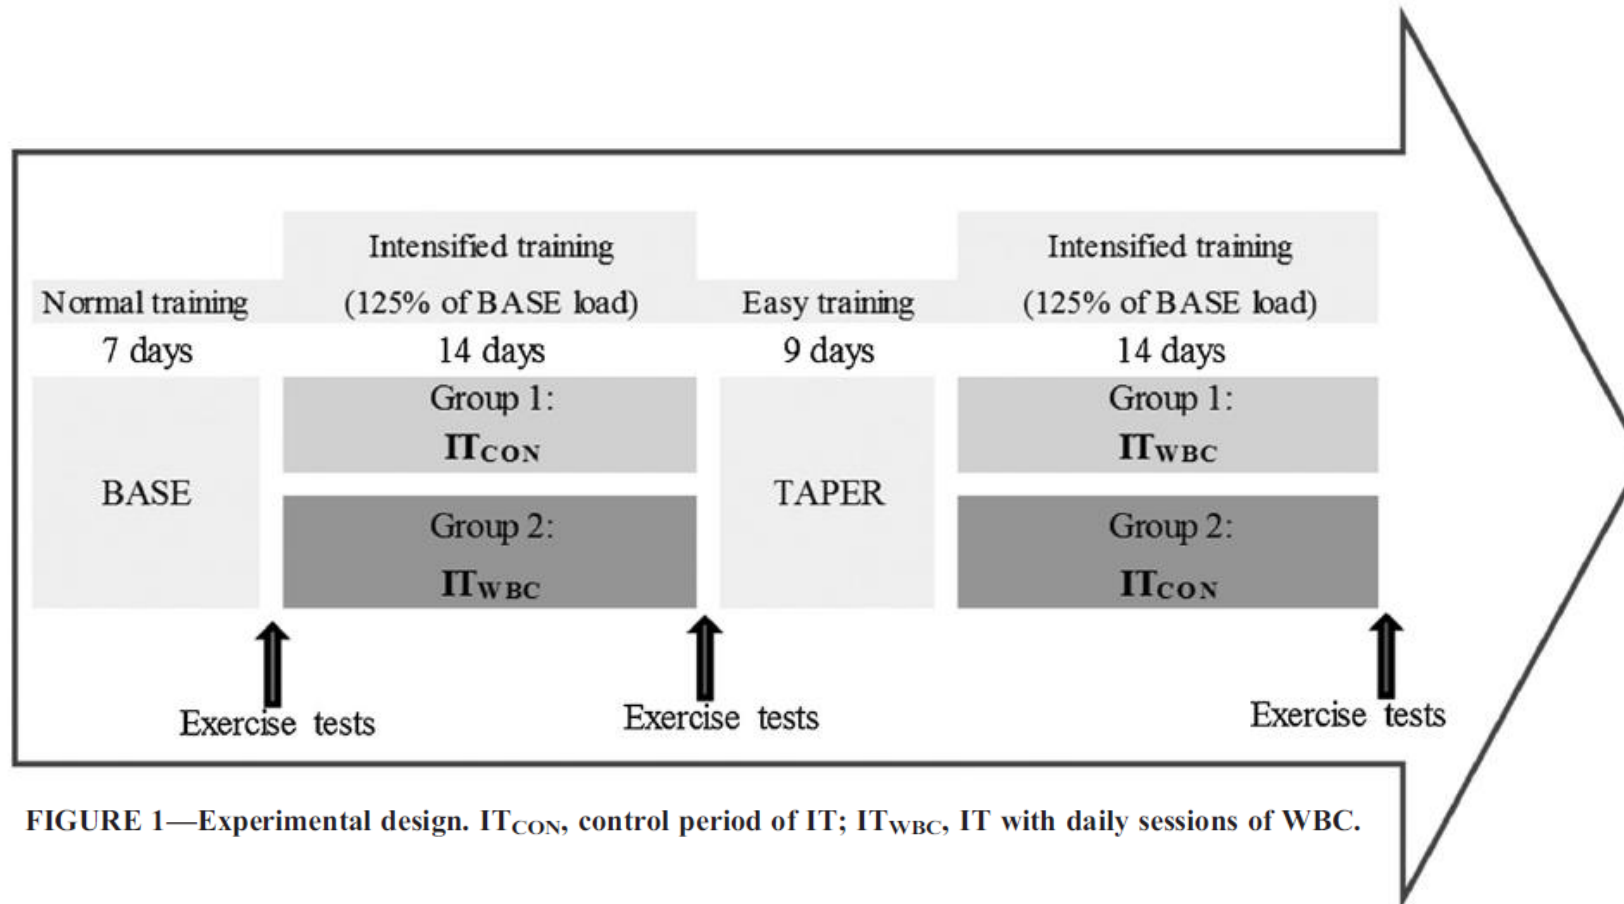 Intensified training
Intensified training
Normal training
(125% of BASE load)
Easy training
(125% of BASE load)
7 days
14 days
9 days
14 days
BASE
Group 1:
ITCON
Group 2:
ITWBC
TAPER
Group 1:
ITWBC
Group 2:
ITCON
Exercise tests
Exercise tests
Exercise tests
FIGURE 1—Experimental design. ITCON, control period of IT; ITWBC, IT with daily sessions of WBC.